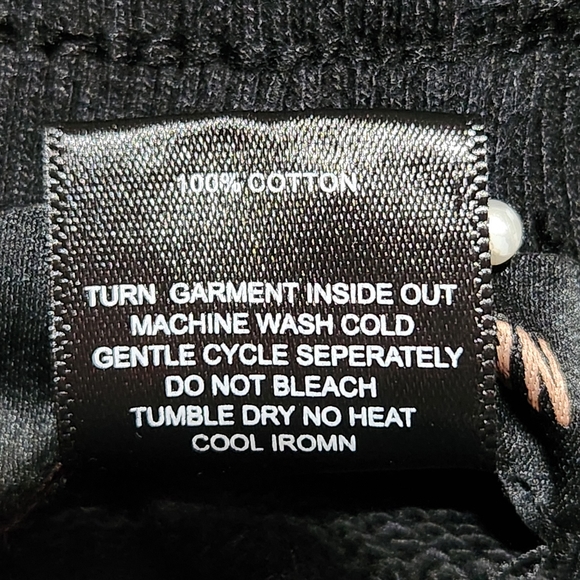 100% COTTON
TURN GARMENT INSIDE OUT
MACHINE WASH COLD
GENTLE CYCLE SEPERATELY
DO NOT BLEACH
TUMBLE DRY NO HEAT
COOL IROMN